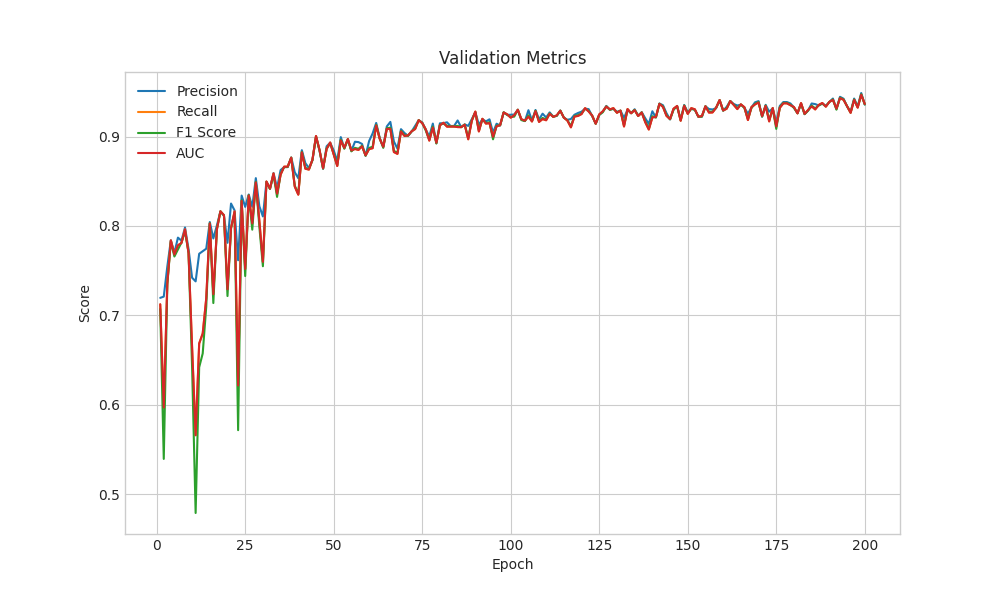 Validation Metrics
Precision
Recall
F1 Score
AUC
0.9
0.8
0.7
0.6
0.5
Score
0 25 50 75 100 125 150 175 200
Epoch